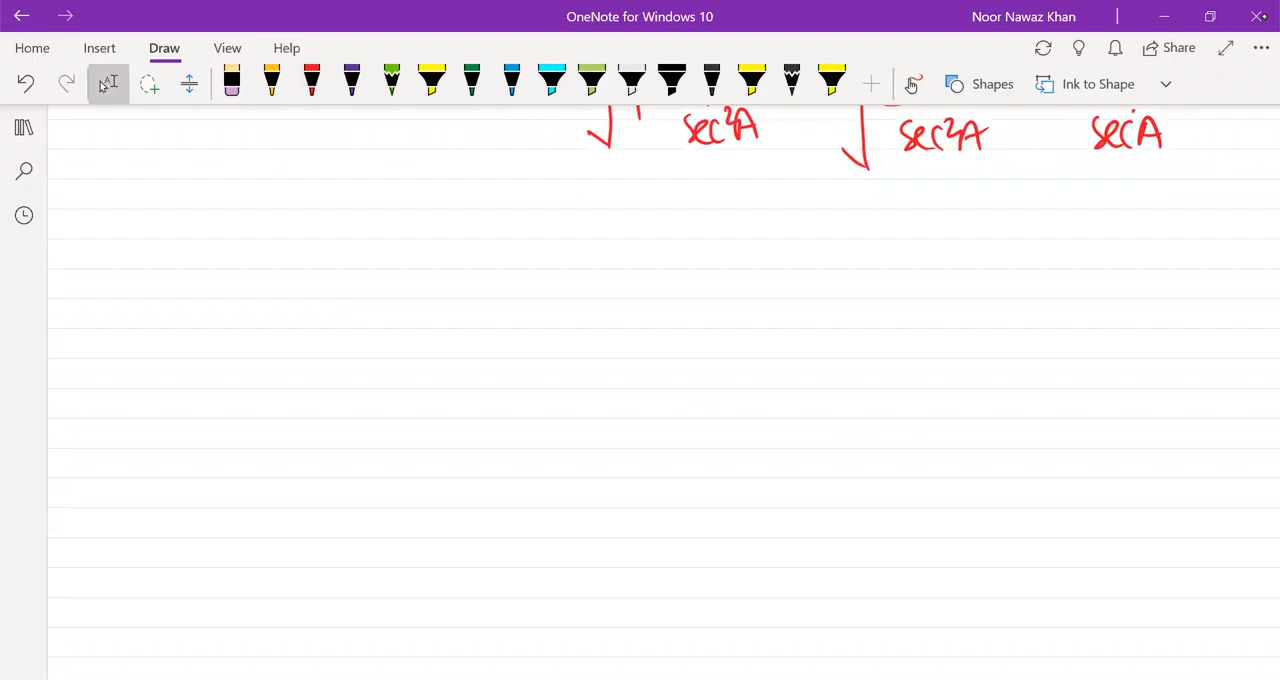 OneNote for Windows 10
Noor Nawaz Khan
Home Insert Draw View Help
Share
Shapes
Ink to Shape
sec²A sec²A secA